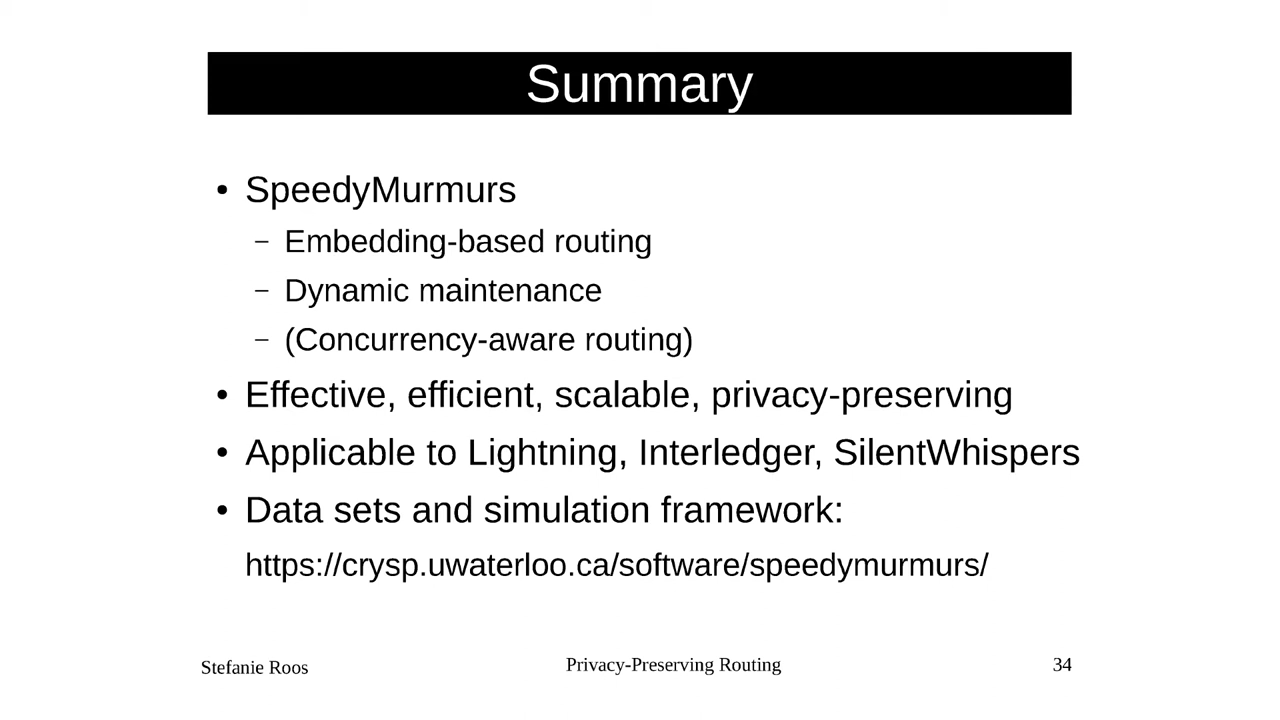 Summary
• SpeedyMurmurs
– Embedding-based routing
– Dynamic maintenance
– (Concurrency-aware routing)
• Effective, efficient, scalable, privacy-preserving
• Applicable to Lightning, Interledger, SilentWhispers
• Data sets and simulation framework:
https://crysp.uwaterloo.ca/software/speedymurmurs/
Stefanie Roos
Privacy-Preserving Routing
34